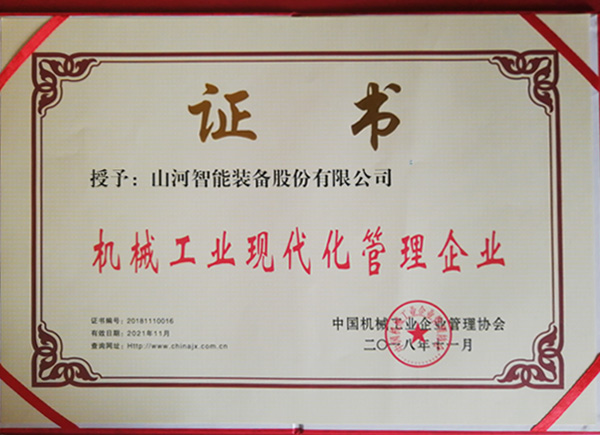 证书
授予：山河智能装备股份有限公司
机械工业现代化管理企业
证书编号：20181110016
有效日期：2021年11月
查询网址：Http://www.chinajx.com.cn
中国机械工业企业管理协会
二〇一八年十一月